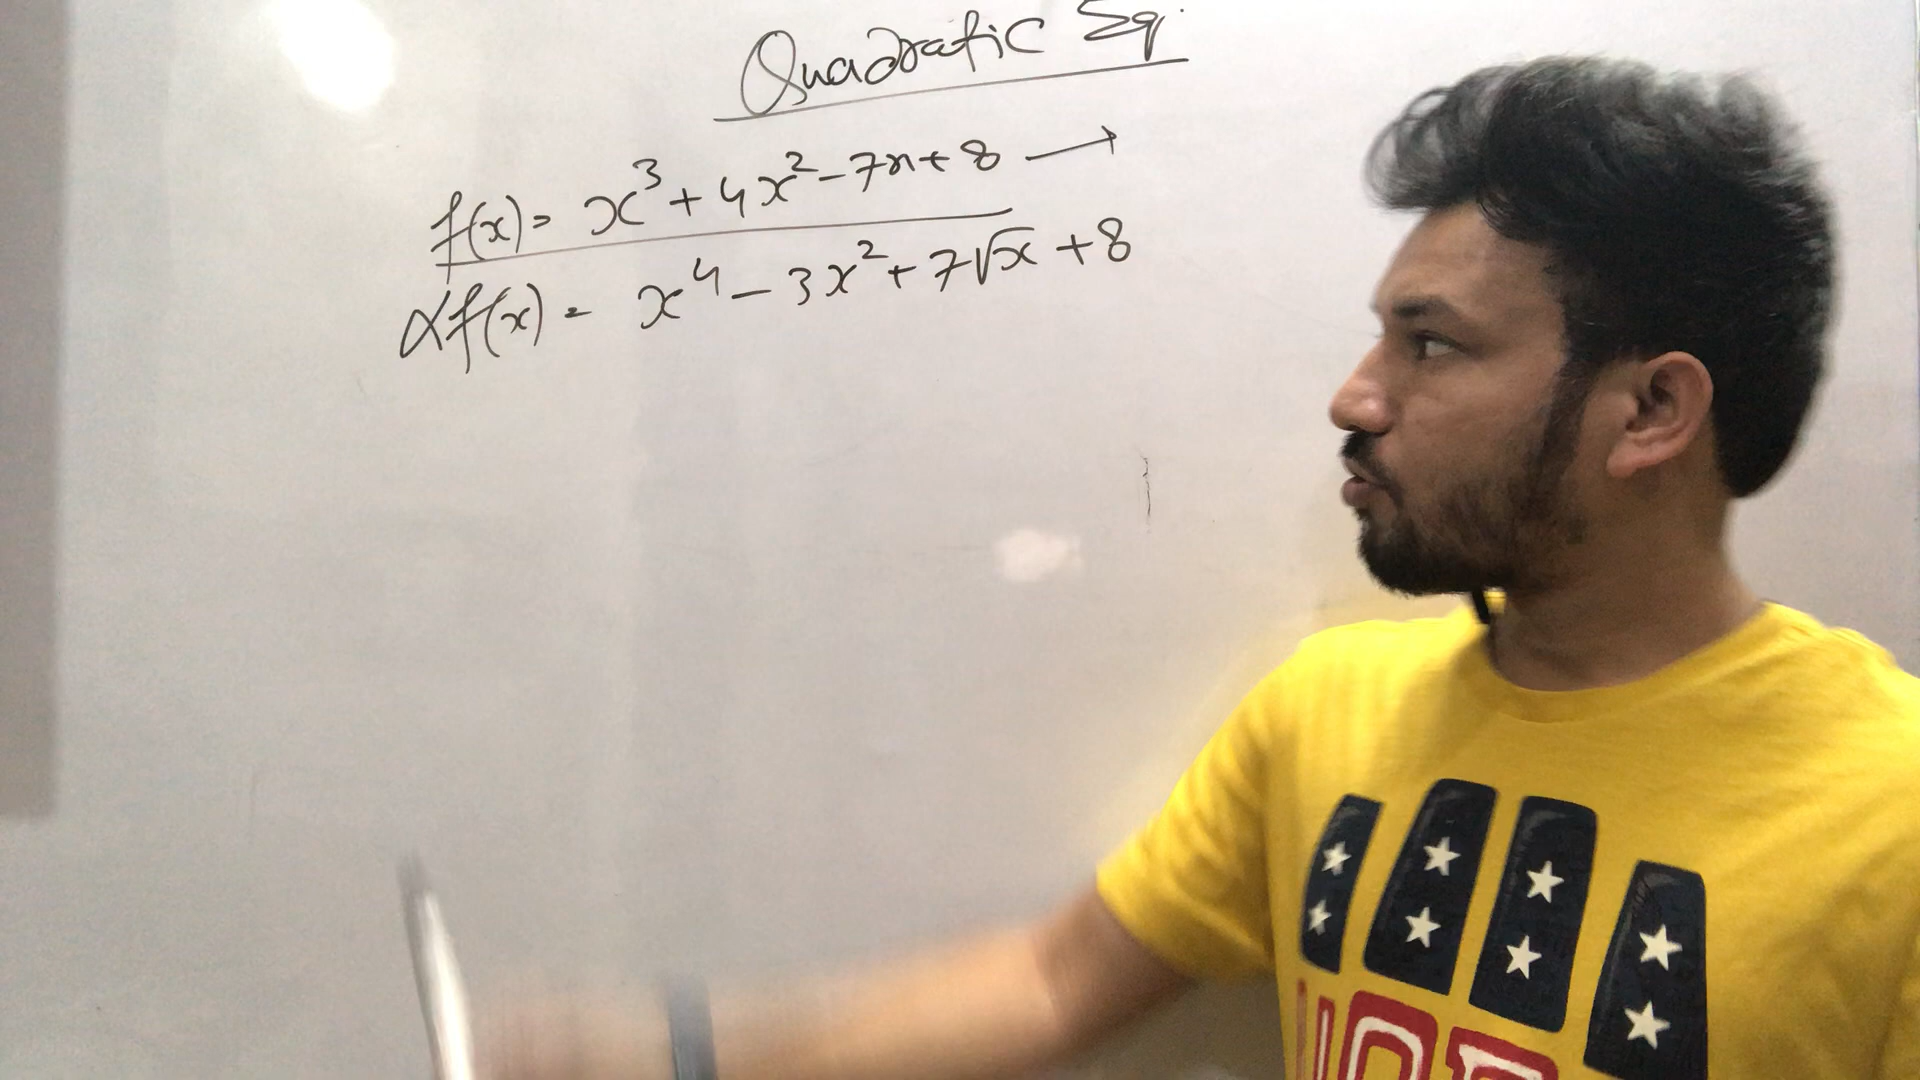 Quadratic Eq.
f(x) = x³ + 4x² - 7x + 8 →
αf(x) = x⁴ - 3x² + 7√x + 8